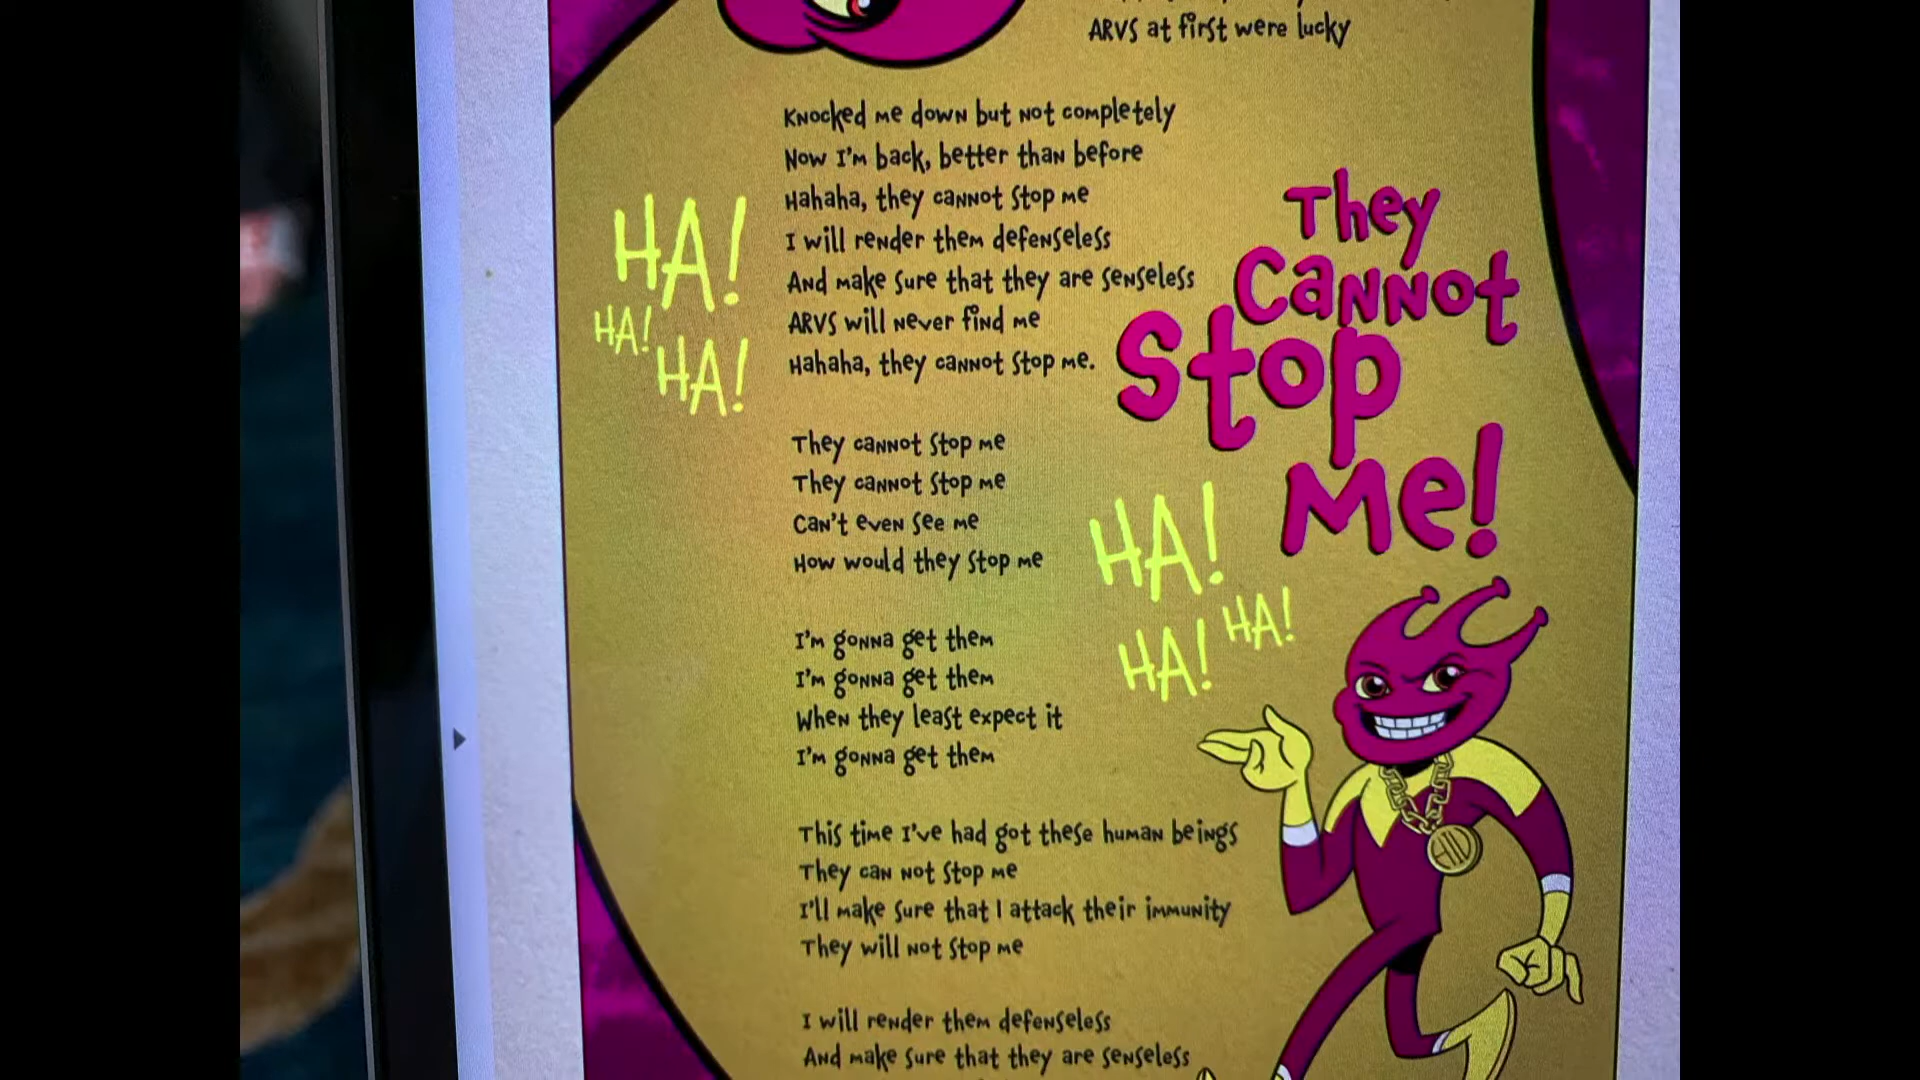 ARVS at first were lucky
Knocked me down but not completely
Now I'm back, better than before
Hahaha, they cannot stop me
I will render them defenseless
And make sure that they are senseless
ARVS will never find me
Hahaha, they cannot stop me.
HA!
HA!
HA!
They
Cannot
Stop
Me!
They cannot stop me
They cannot stop me
Can't even see me
How would they stop me
HA!
HA!
HA!
I'm gonna get them
I'm gonna get them
When they least expect it
I'm gonna get them
This time I've had got these human beings
They can not stop me
I'll make sure that I attack their immunity
They will not stop me
I will render them defenseless
And make sure that they are senseless